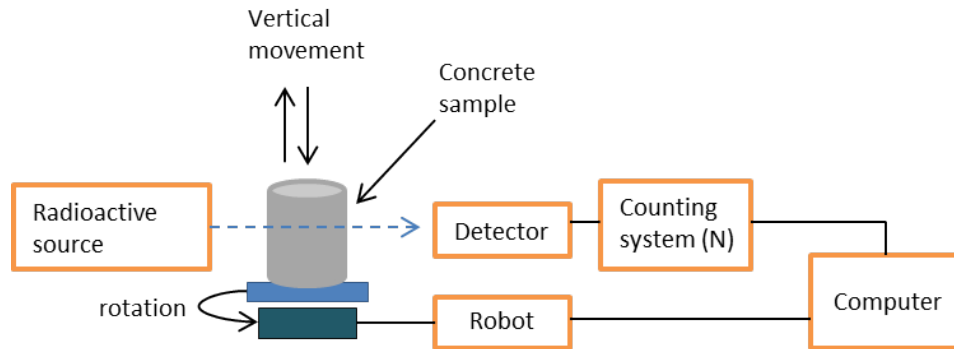 Vertical
movement
Concrete
sample
Radioactive
source
Detector
Counting
system (N)
rotation
Robot
Computer